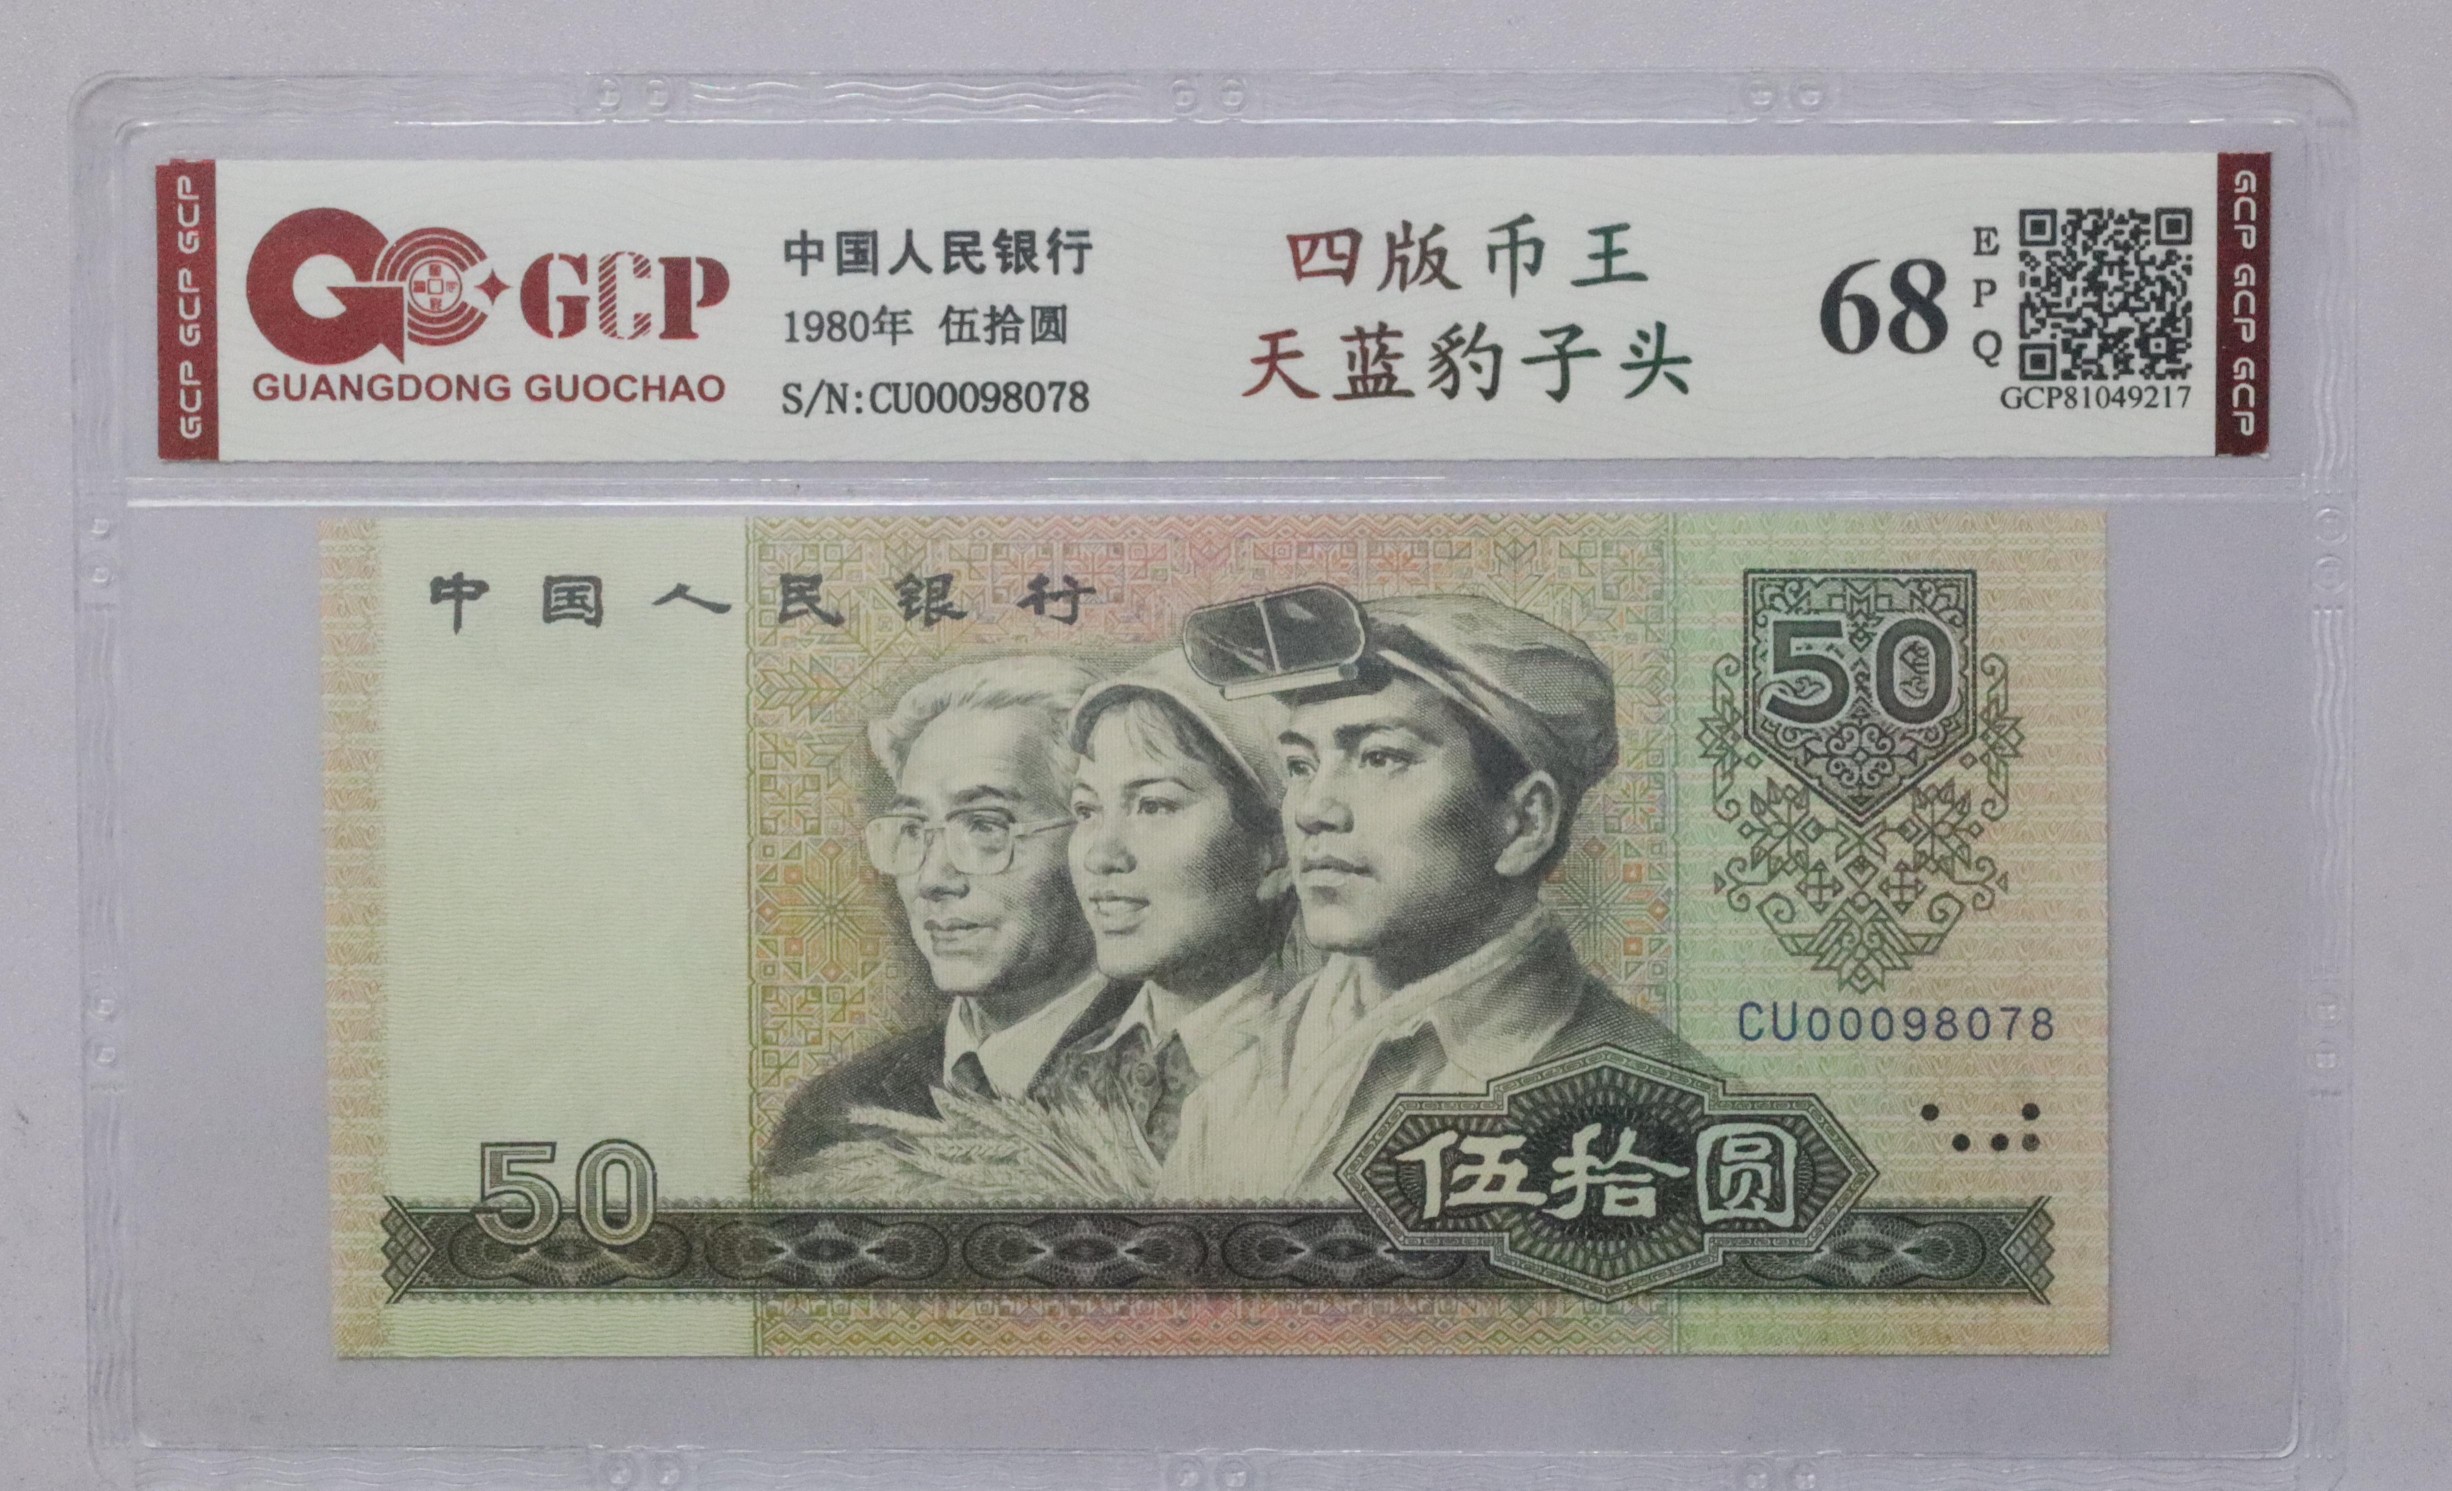 GCP
GUANGDONG GUOCHAO
中国人民银行
1980年 伍拾圆
S/N:CU00098078
四版币王
天蓝豹子头
68
EPQ
GCP81049217
GCP GCP GCP
GCP GCP GCP
中国人民银行
50
CU00098078
50
伍拾圆